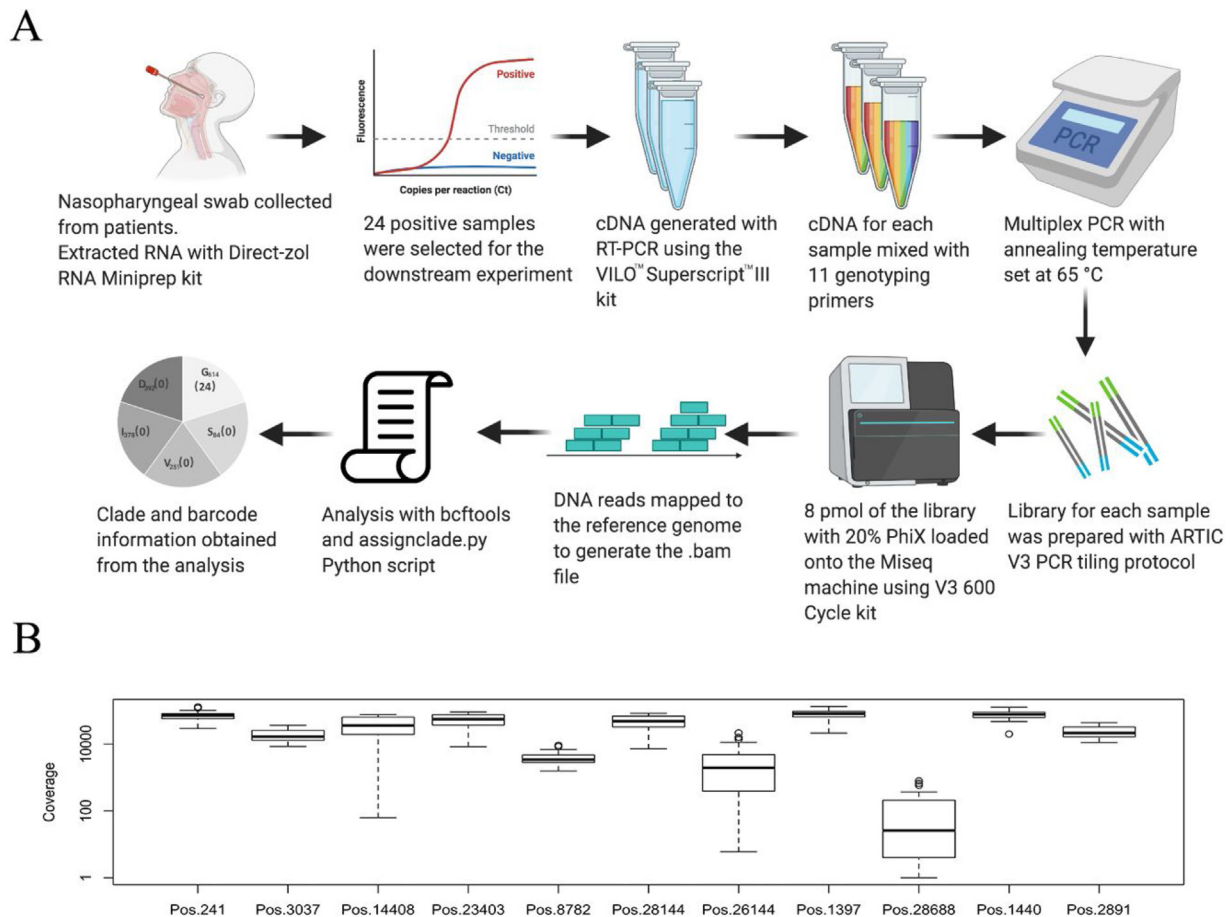 A
Fluorescence
Positive
Threshold
Negative
Copies per reaction (Ct)
PCR
Nasopharyngeal swab collected
from patients.
Extracted RNA with Direct-zol
RNA Miniprep kit
24 positive samples
were selected for the
downstream experiment
cDNA generated with
RT-PCR using the
VILO™ Superscript™ III
kit
cDNA for each
sample mixed with
11 genotyping
primers
Multiplex PCR with
annealing temperature
set at 65 °C
Library for each sample
was prepared with ARTIC
V3 PCR tiling protocol
8 pmol of the library
with 20% PhiX loaded
onto the Miseq
machine using V3 600
Cycle kit
DNA reads mapped to
the reference genome
to generate the .bam
file
Analysis with bcftools
and assignclade.py
Python script
G614
(24)
S84(0)
V251(0)
I378(0)
(0)
Clade and barcode
information obtained
from the analysis
B
Coverage
10000
100
1
Pos.241 Pos.3037 Pos.14408 Pos.23403 Pos.8782 Pos.28144 Pos.26144 Pos.1397 Pos.28688 Pos.1440 Pos.2891